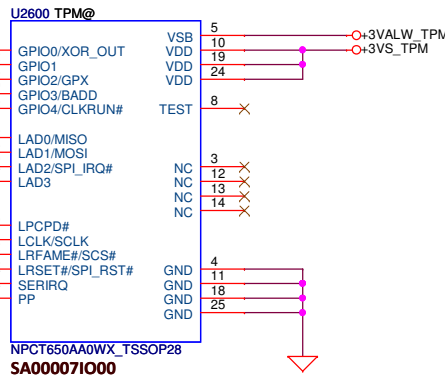 U2600 TPM@
VSB 5 +3VALW_TPM
GPIO0/XOR_OUT VDD 10 +3VS_TPM
GPIO1 VDD 19
GPIO2/GPX VDD 24
GPIO3/BADD
GPIO4/CLKRUN# TEST 8
LAD0/MISO
LAD1/MOSI NC 3
LAD2/SPI_IRQ# NC 12
LAD3 NC 13
NC 14
LPCPD#
LCLK/SCLK
LRFAME#/SCS#
LRSET#/SPI_RST# GND 4
SERIRQ GND 11
PP GND 18
GND 25
NPCT650AA0WX_TSSOP28
SA00007IO00